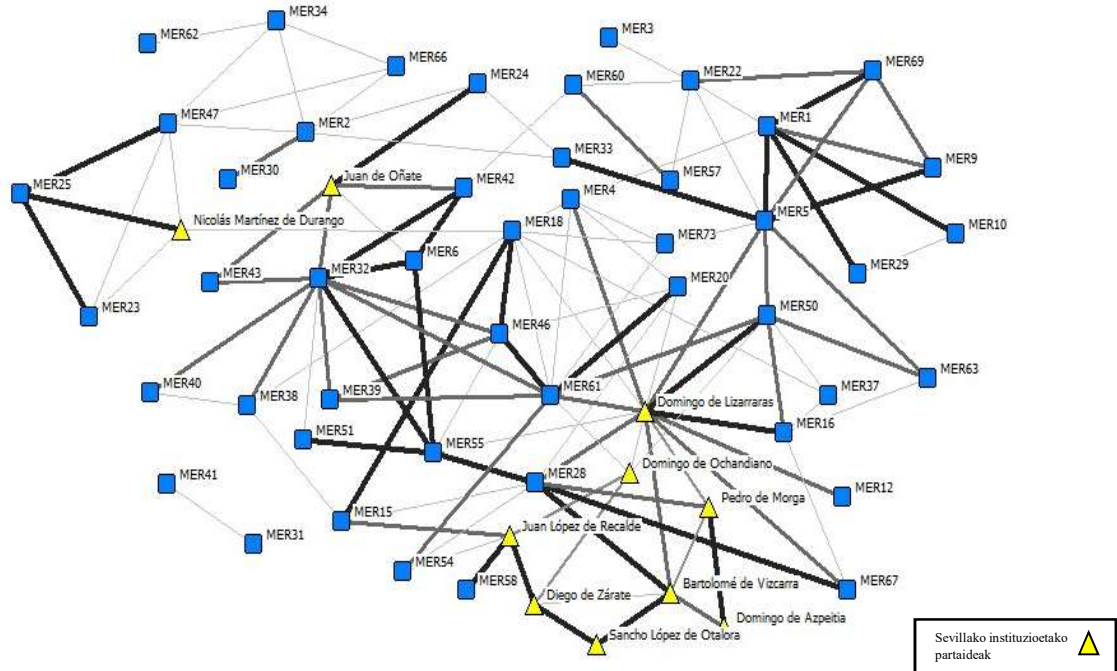 MER34
MER62
MER3
MER66
MER69
MER24
MER60
MER22
MER47
MER2
MER1
MER33
MER9
MER30
Juan de Oñate
MER42
MER57
MER25
MER4
Nicolás Martínez de Durango
MER18
MER5
MER10
MER6
MER73
MER43
MER32
MER29
MER20
MER23
MER46
MER50
MER40
MER39
MER61
MER37
MER63
MER38
Domingo de Lizarraras
MER16
MER51
MER55
Domingo de Ochandiano
MER41
MER28
MER12
Pedro de Morga
MER15
Juan López de Recalde
MER31
MER54
MER58
Bartolomé de Vizcarra
MER67
Diego de Zárate
Domingo de Azpeitia
Sancho López de Otalora
Sevillako instituzioetako
partaideak